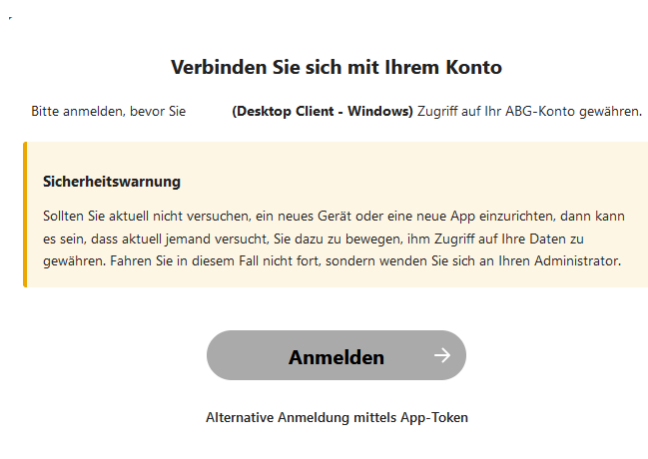 Verbinden Sie sich mit Ihrem Konto
Bitte anmelden, bevor Sie (Desktop Client - Windows) Zugriff auf Ihr ABG-Konto gewähren.
Sicherheitswarnung
Sollten Sie aktuell nicht versuchen, ein neues Gerät oder eine neue App einzurichten, dann kann
es sein, dass aktuell jemand versucht, Sie dazu zu bewegen, ihm Zugriff auf Ihre Daten zu
gewähren. Fahren Sie in diesem Fall nicht fort, sondern wenden Sie sich an Ihren Administrator.
Anmelden
Alternative Anmeldung mittels App-Token